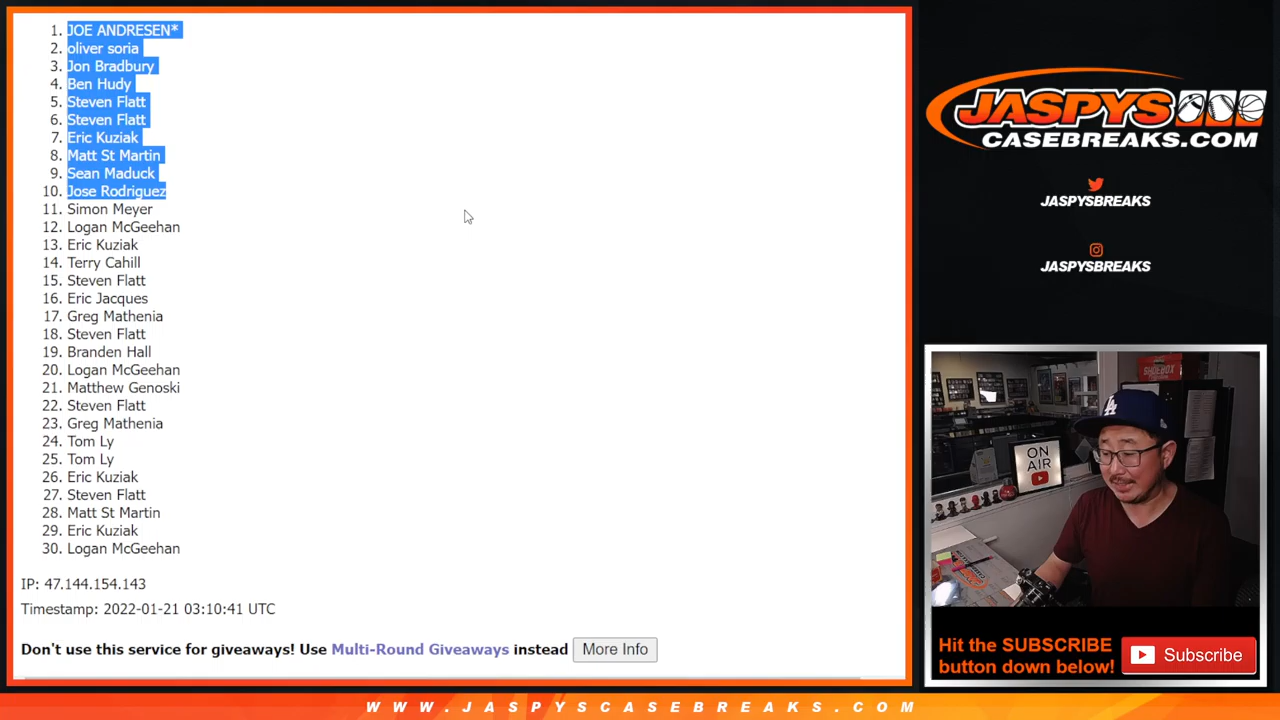 1. JOE ANDRESEN*
2. oliver soria
3. Jon Bradbury
4. Ben Hudy
5. Steven Flatt
6. Steven Flatt
7. Eric Kuziak
8. Matt St Martin
9. Sean Maduck
10. Jose Rodriguez
11. Simon Meyer
12. Logan McGeehan
13. Eric Kuziak
14. Terry Cahill
15. Steven Flatt
16. Eric Jacques
17. Greg Mathenia
18. Steven Flatt
19. Branden Hall
20. Logan McGeehan
21. Matthew Genoski
22. Steven Flatt
23. Greg Mathenia
24. Tom Ly
25. Tom Ly
26. Eric Kuziak
27. Steven Flatt
28. Matt St Martin
29. Eric Kuziak
30. Logan McGeehan
IP: 47.144.154.143
Timestamp: 2022-01-21 03:10:41 UTC
Don't use this service for giveaways! Use Multi-Round Giveaways instead More Info
JASPYS
CASEBREAKS.COM
JASPYSBREAKS
JASPYSBREAKS
SHOEBOX
ON
AIR
LA
Hit the SUBSCRIBE
button down below!
Subscribe
WWW.JASPYSCASEBREAKS.COM